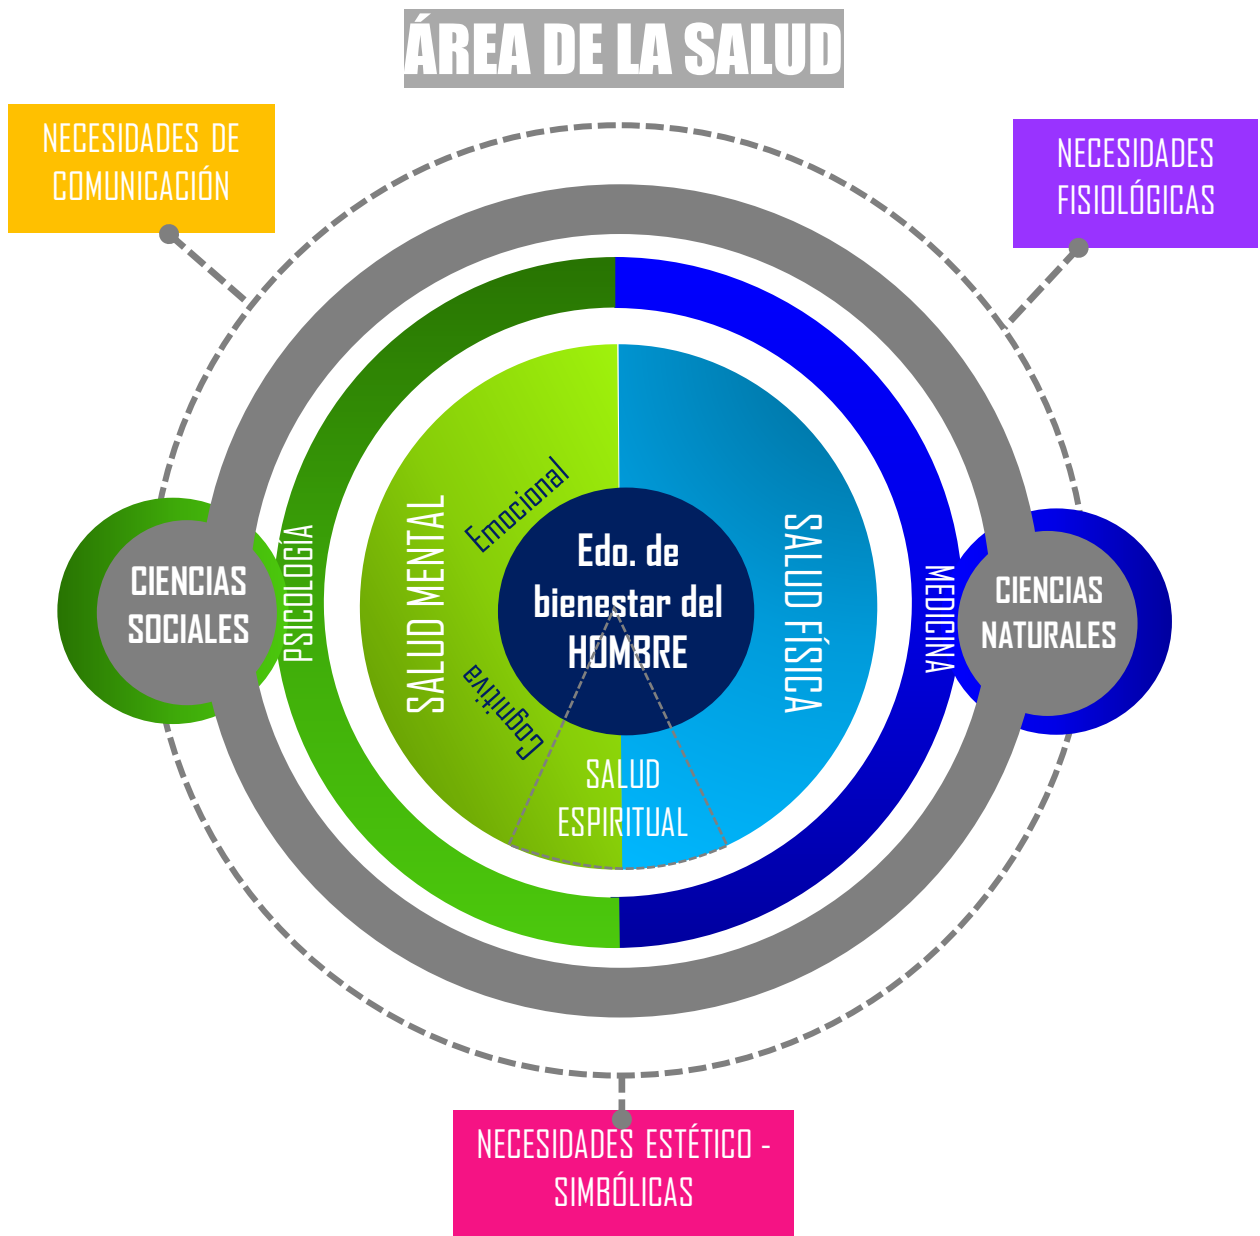 ÁREA DE LA SALUD
NECESIDADES DE
COMUNICACIÓN
NECESIDADES
FISIOLÓGICAS
CIENCIAS
SOCIALES
PSICOLOGÍA
SALUD MENTAL
Emocional
Cognitiva
Edo. de
bienestar del
HOMBRE
SALUD FÍSICA
MEDICINA
CIENCIAS
NATURALES
SALUD
ESPIRITUAL
NECESIDADES ESTÉTICO -
SIMBÓLICAS